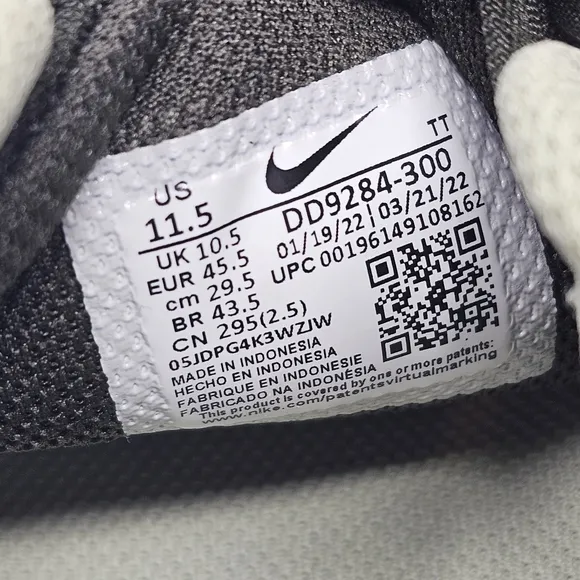 TT
US
11.5
DD9284-300
UK 10.5
01/19/22 | 03/21/22
EUR 45.5
UPC 00196149108162
cm 29.5
BR 43.5
CN 295(2.5)
05JDPG4K3WZJW
MADE IN INDONESIA
HECHO EN INDONESIA
FABRIQUE EN INDONESIE
FABRICADO NA INDONÉSIA
This product is covered by one or more patents:
www.nike.com/patentsvirtualmarking